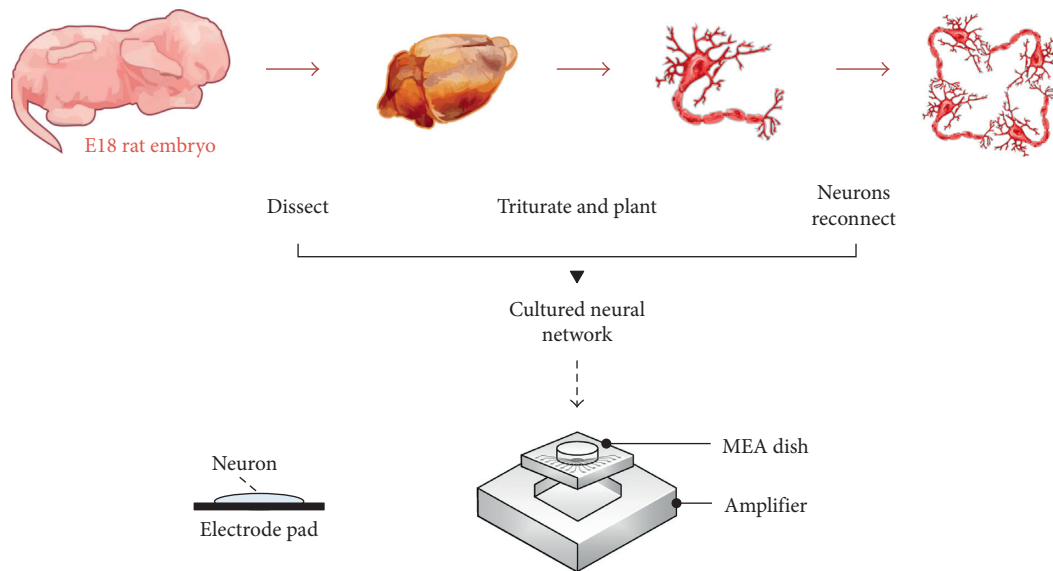 E18 rat embryo
Dissect
Triturate and plant
Neurons
reconnect
Cultured neural
network
Neuron
Electrode pad
MEA dish
Amplifier